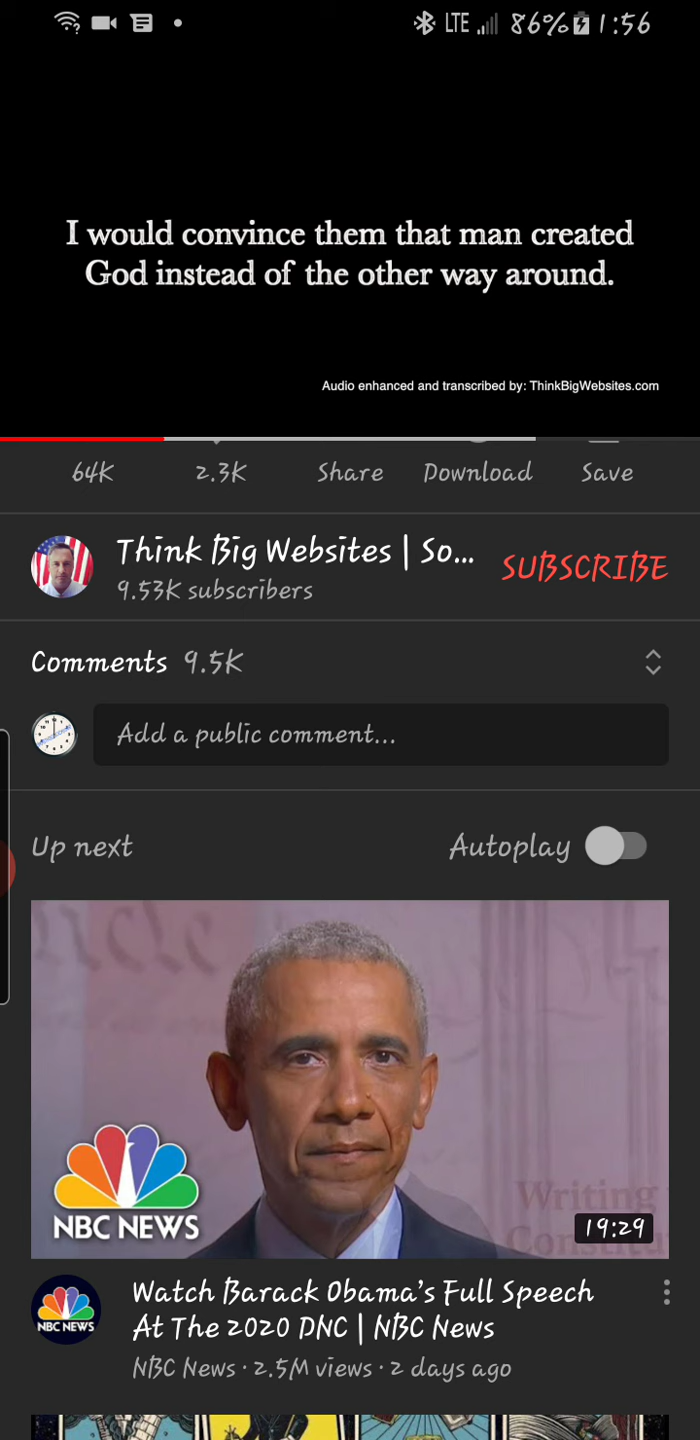 LTE 86% 1:56
I would convince them that man created
God instead of the other way around.
Audio enhanced and transcribed by: ThinkBigWebsites.com
64K 2.3K Share Download Save
Think Big Websites | So... SUBSCRIBE
9.53K subscribers
Comments 9.5K
Add a public comment...
Up next Autoplay
NBC NEWS
Writing
19:29
Watch Barack Obama's Full Speech
At The 2020 DNC | NBC News
NBC NEWS
NBC News · 2.5M views · 2 days ago